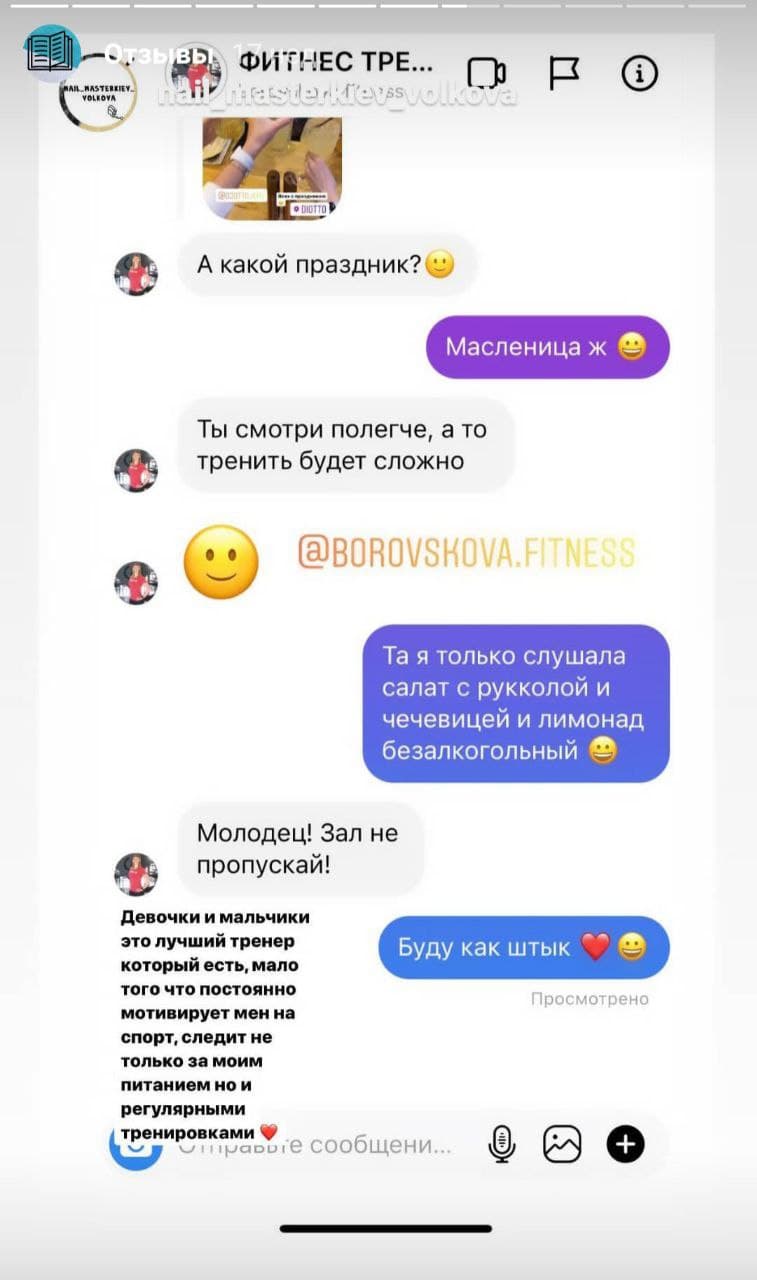 Отзывы 17 нед.
ФИТНЕС ТРЕ...
nail_masterkiev_volkova
NAIL_MASTERKIEV_
VOLKOVA
DIOTTO
А какой праздник?🙂
Масленица ж 😀
Ты смотри полегче, а то
тренить будет сложно
🙂
@BOROVSKOVA.FITNESS
Та я только слушала
салат с рукколой и
чечевицей и лимонад
безалкогольный 😀
Молодец! Зал не
пропускай!
Буду как штык ❤️😀
Просмотрено
Девочки и мальчики
это лучший тренер
который есть, мало
того что постоянно
мотивирует мен на
спорт, следит не
только за моим
питанием но и
регулярными
тренировками ❤️
Отправьте сообщени...